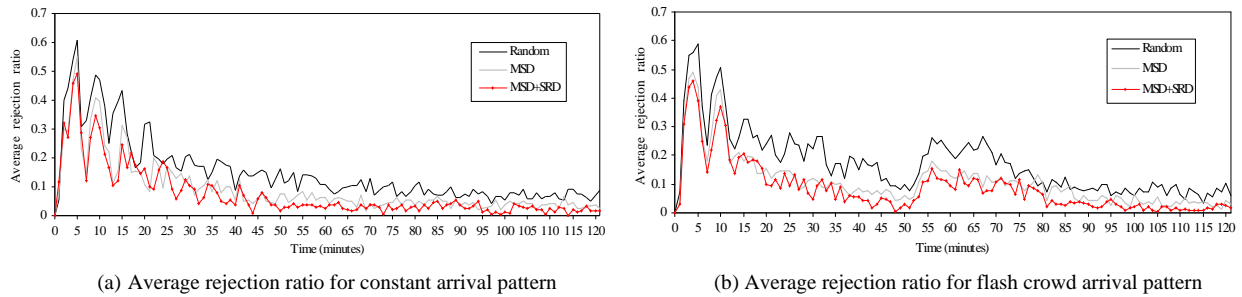 0.7
0.6
0.5
0.4
0.3
0.2
0.1
0
Average rejection ratio
Random
MSD
MSD+SRD
0 5 10 15 20 25 30 35 40 45 50 55 60 65 70 75 80 85 90 95 100 105 110 115 120
Time (minutes)
(a) Average rejection ratio for constant arrival pattern
0.7
0.6
0.5
0.4
0.3
0.2
0.1
0
Average rejection ratio
Random
MSD
MSD+SRD
0 5 10 15 20 25 30 35 40 45 50 55 60 65 70 75 80 85 90 95 100 105 110 115 120
Time (minutes)
(b) Average rejection ratio for flash crowd arrival pattern